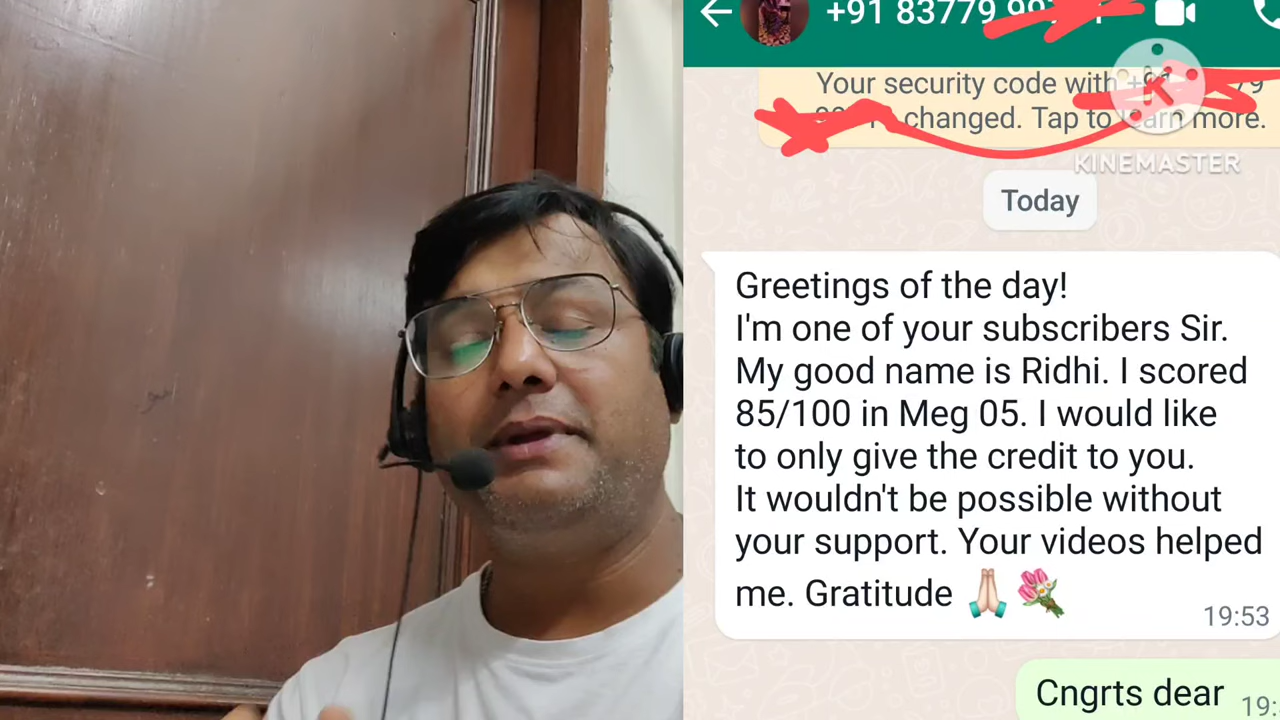 +91 83779
Your security code with
changed. Tap to learn more.
KINEMASTER
Today
Greetings of the day!
I'm one of your subscribers Sir.
My good name is Ridhi. I scored
85/100 in Meg 05. I would like
to only give the credit to you.
It wouldn't be possible without
your support. Your videos helped
me. Gratitude 🙏💐
19:53
Cngrts dear